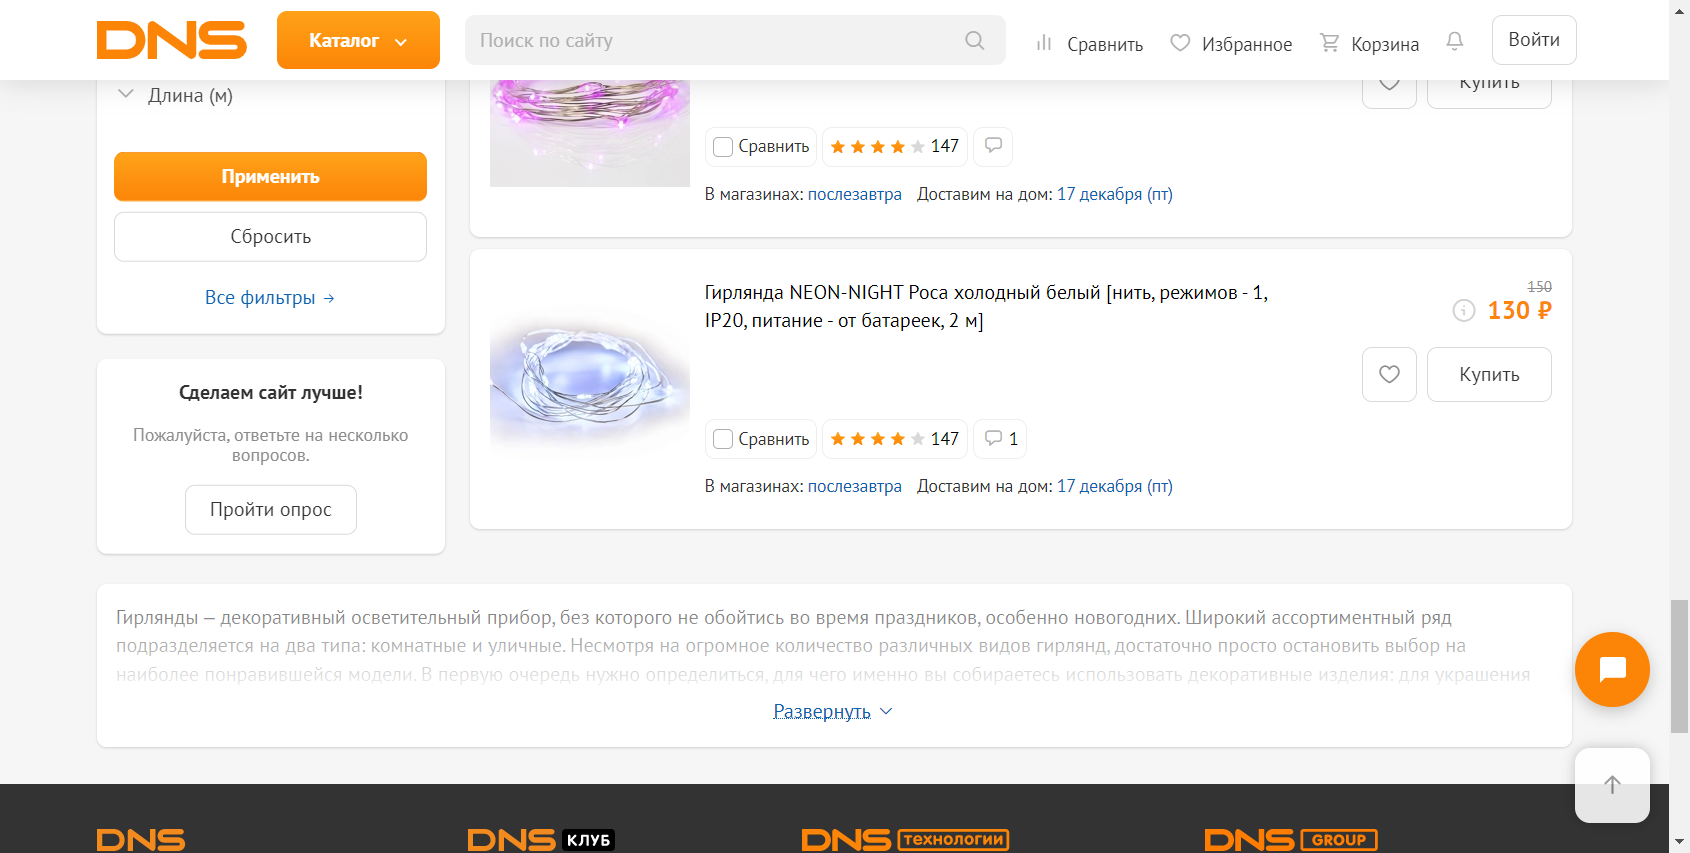 DNS
Каталог
Поиск по сайту
Сравнить
Избранное
Корзина
Войти
Длина (м)
Применить
Сбросить
Все фильтры →
Сделаем сайт лучше!
Пожалуйста, ответьте на несколько
вопросов.
Пройти опрос
Купить
Сравнить
147
В магазинах: послезавтра Доставим на дом: 17 декабря (пт)
Гирлянда NEON-NIGHT Роса холодный белый [нить, режимов - 1,
IP20, питание - от батареек, 2 м]
150
130 ₽
Купить
Сравнить
147
1
В магазинах: послезавтра Доставим на дом: 17 декабря (пт)
Гирлянды — декоративный осветительный прибор, без которого не обойтись во время праздников, особенно новогодних. Широкий ассортиментный ряд
подразделяется на два типа: комнатные и уличные. Несмотря на огромное количество различных видов гирлянд, достаточно просто остановить выбор на
наиболее понравившейся модели. В первую очередь нужно определиться, для чего именно вы собираетесь использовать декоративные изделия: для украшения
Развернуть
DNS
DNS КЛУБ
DNS ТЕХНОЛОГИИ
DNS GROUP